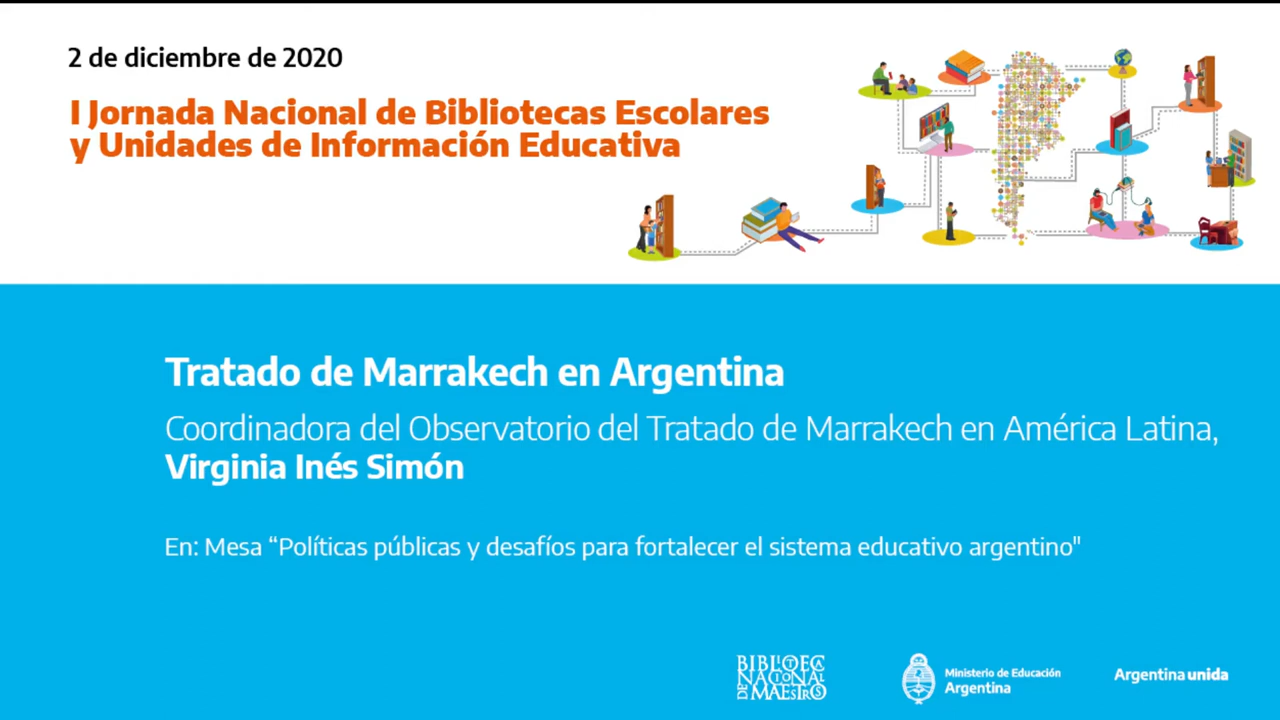 2 de diciembre de 2020
I Jornada Nacional de Bibliotecas Escolares
y Unidades de Información Educativa
Tratado de Marrakech en Argentina
Coordinadora del Observatorio del Tratado de Marrakech en América Latina,
Virginia Inés Simón
En: Mesa “Políticas públicas y desafíos para fortalecer el sistema educativo argentino"
BIBLIOTECA
NACIONAL
DE MAESTROS
Ministerio de Educación
Argentina
Argentina unida